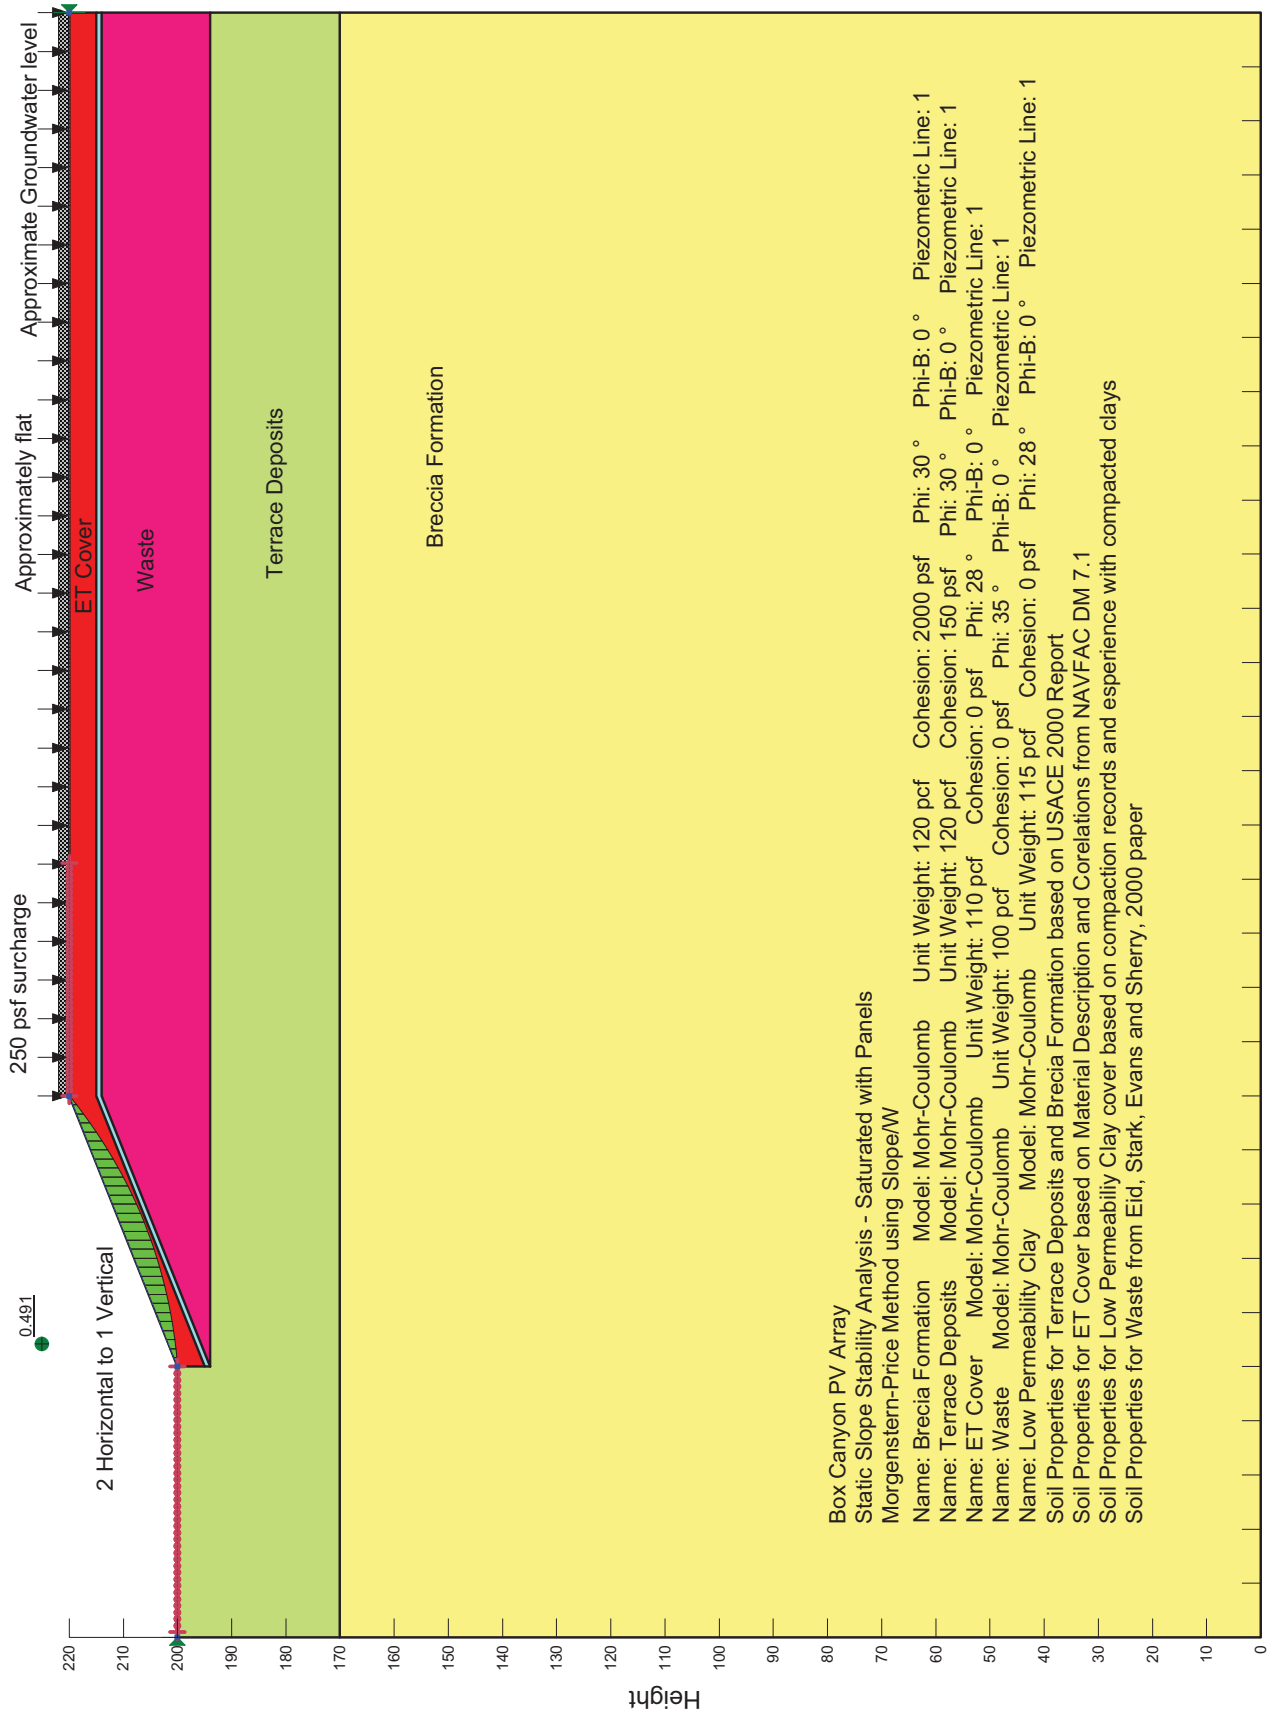 250 psf surcharge
Approximately flat
Approximate Groundwater level
0.491
2 Horizontal to 1 Vertical
ET Cover
Waste
Terrace Deposits
Breccia Formation
Height
220
210
200
190
180
170
160
150
140
130
120
110
100
90
80
70
60
50
40
30
20
10
0
Box Canyon PV Array
Static Slope Stability Analysis - Saturated with Panels
Morgenstern-Price Method using Slope/W
Name: Brecia Formation Model: Mohr-Coulomb Unit Weight: 120 pcf Cohesion: 2000 psf Phi: 30 ° Phi-B: 0 ° Piezometric Line: 1
Name: Terrace Deposits Model: Mohr-Coulomb Unit Weight: 120 pcf Cohesion: 150 psf Phi: 30 ° Phi-B: 0 ° Piezometric Line: 1
Name: ET Cover Model: Mohr-Coulomb Unit Weight: 110 pcf Cohesion: 0 psf Phi: 28 ° Phi-B: 0 ° Piezometric Line: 1
Name: Waste Model: Mohr-Coulomb Unit Weight: 100 pcf Cohesion: 0 psf Phi: 35 ° Phi-B: 0 ° Piezometric Line: 1
Name: Low Permeability Clay Model: Mohr-Coulomb Unit Weight: 115 pcf Cohesion: 0 psf Phi: 28 ° Phi-B: 0 ° Piezometric Line: 1
Soil Properties for Terrace Deposits and Brecia Formation based on USACE 2000 Report
Soil Properties for ET Cover based on Material Description and Corelations from NAVFAC DM 7.1
Soil Properties for Low Permeabiliy Clay cover based on compaction records and esperience with compacted clays
Soil Properties for Waste from Eid, Stark, Evans and Sherry, 2000 paper